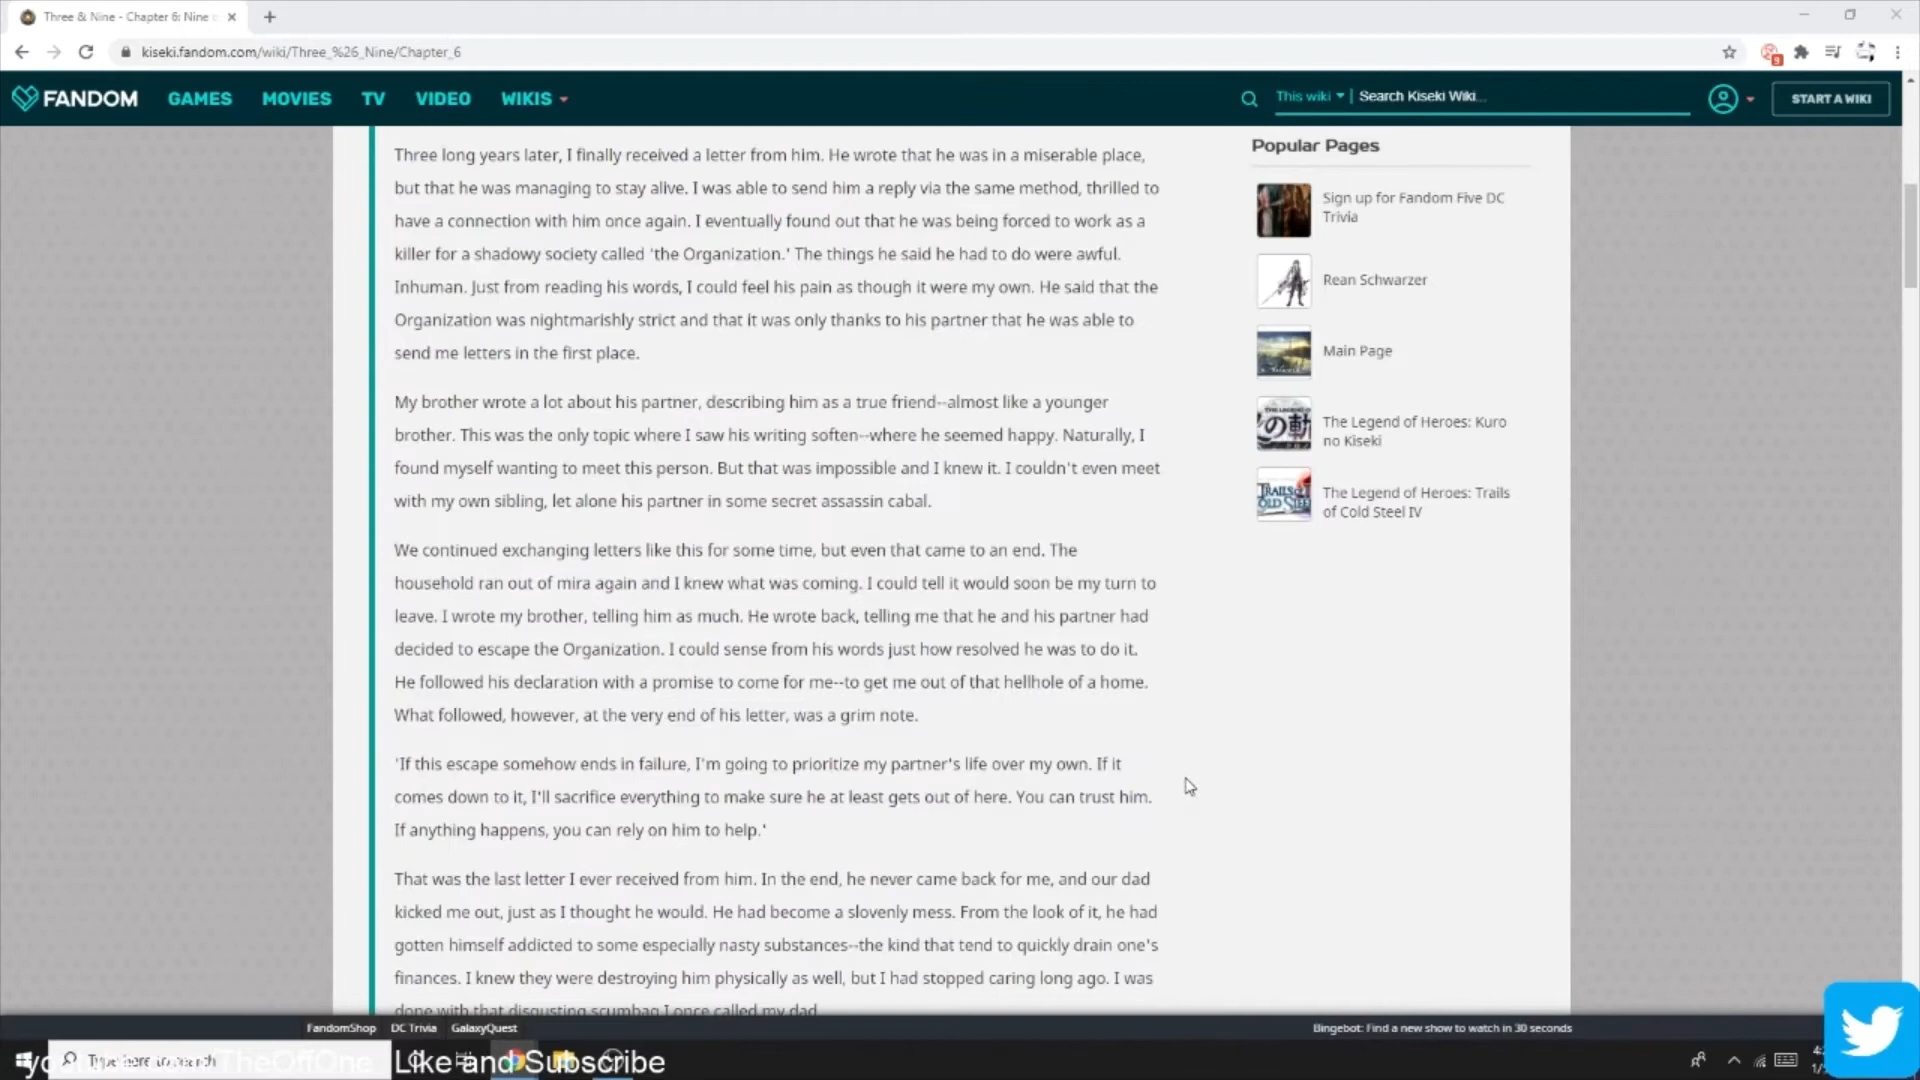 Three & Nine - Chapter 6: Nine
kiseki.fandom.com/wiki/Three_%26_Nine/Chapter_6
9
FANDOM GAMES MOVIES TV VIDEO WIKIS This wiki Search Kiseki Wiki... START A WIKI
Three long years later, I finally received a letter from him. He wrote that he was in a miserable place,
but that he was managing to stay alive. I was able to send him a reply via the same method, thrilled to
have a connection with him once again. I eventually found out that he was being forced to work as a
killer for a shadowy society called 'the Organization.' The things he said he had to do were awful.
Inhuman. Just from reading his words, I could feel his pain as though it were my own. He said that the
Organization was nightmarishly strict and that it was only thanks to his partner that he was able to
send me letters in the first place.
My brother wrote a lot about his partner, describing him as a true friend--almost like a younger
brother. This was the only topic where I saw his writing soften--where he seemed happy. Naturally, I
found myself wanting to meet this person. But that was impossible and I knew it. I couldn't even meet
with my own sibling, let alone his partner in some secret assassin cabal.
We continued exchanging letters like this for some time, but even that came to an end. The
household ran out of mira again and I knew what was coming. I could tell it would soon be my turn to
leave. I wrote my brother, telling him as much. He wrote back, telling me that he and his partner had
decided to escape the Organization. I could sense from his words just how resolved he was to do it.
He followed his declaration with a promise to come for me--to get me out of that hellhole of a home.
What followed, however, at the very end of his letter, was a grim note.
'If this escape somehow ends in failure, I'm going to prioritize my partner's life over my own. If it
comes down to it, I'll sacrifice everything to make sure he at least gets out of here. You can trust him.
If anything happens, you can rely on him to help.'
That was the last letter I ever received from him. In the end, he never came back for me, and our dad
kicked me out, just as I thought he would. He had become a slovenly mess. From the look of it, he had
gotten himself addicted to some especially nasty substances--the kind that tend to quickly drain one's
finances. I knew they were destroying him physically as well, but I had stopped caring long ago. I was
done with that disgusting scumbag I once called my dad
Popular Pages
Sign up for Fandom Five DC
Trivia
Rean Schwarzer
Main Page
The Legend of Heroes: Kuro
no Kiseki
The Legend of Heroes: Trails
of Cold Steel IV
FandomShop DC Trivia GalaxyQuest Bingebot: Find a new show to watch in 30 seconds
Type here to search
youtube.com/TheOffOne Like and Subscribe